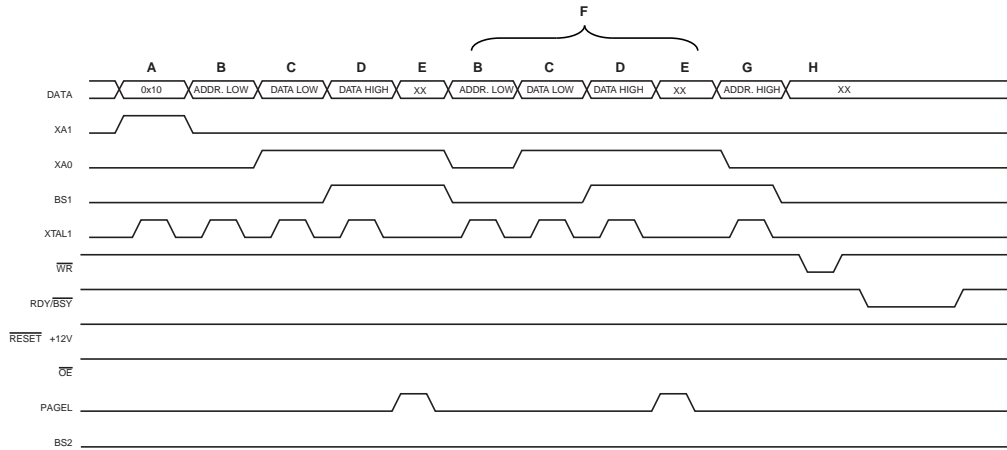 F
A B C D E B C D E G H
DATA 0x10 ADDR. LOW DATA LOW DATA HIGH XX ADDR. LOW DATA LOW DATA HIGH XX ADDR. HIGH XX
XA1
XA0
BS1
XTAL1
WR
RDY/BSY
RESET +12V
OE
PAGEL
BS2